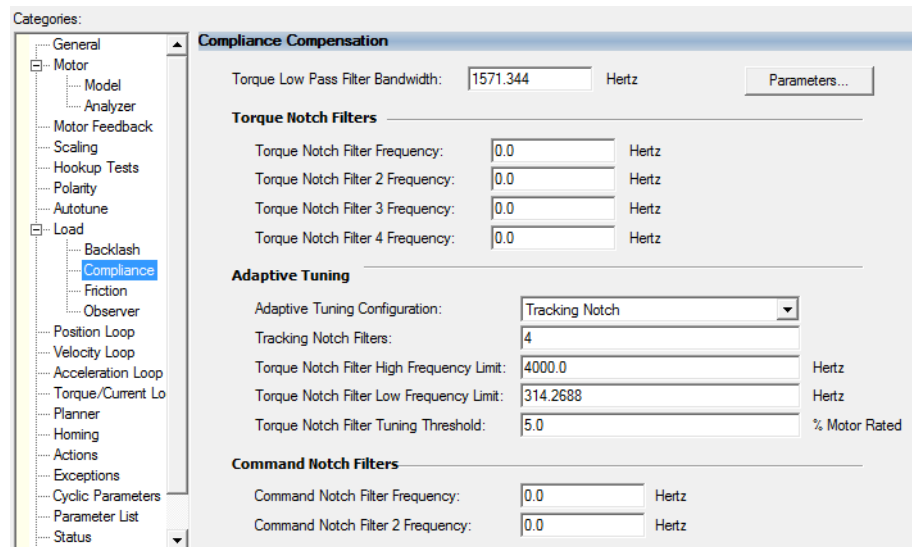 Categories:
General
Motor
Model
Analyzer
Motor Feedback
Scaling
Hookup Tests
Polarity
Autotune
Load
Backlash
Compliance
Friction
Observer
Position Loop
Velocity Loop
Acceleration Loop
Torque/Current Lo
Planner
Homing
Actions
Exceptions
Cyclic Parameters
Parameter List
Status
Compliance Compensation
Torque Low Pass Filter Bandwidth: 1571.344 Hertz Parameters...
Torque Notch Filters
Torque Notch Filter Frequency: 0.0 Hertz
Torque Notch Filter 2 Frequency: 0.0 Hertz
Torque Notch Filter 3 Frequency: 0.0 Hertz
Torque Notch Filter 4 Frequency: 0.0 Hertz
Adaptive Tuning
Adaptive Tuning Configuration: Tracking Notch
Tracking Notch Filters: 4
Torque Notch Filter High Frequency Limit: 4000.0 Hertz
Torque Notch Filter Low Frequency Limit: 314.2688 Hertz
Torque Notch Filter Tuning Threshold: 5.0 % Motor Rated
Command Notch Filters
Command Notch Filter Frequency: 0.0 Hertz
Command Notch Filter 2 Frequency: 0.0 Hertz